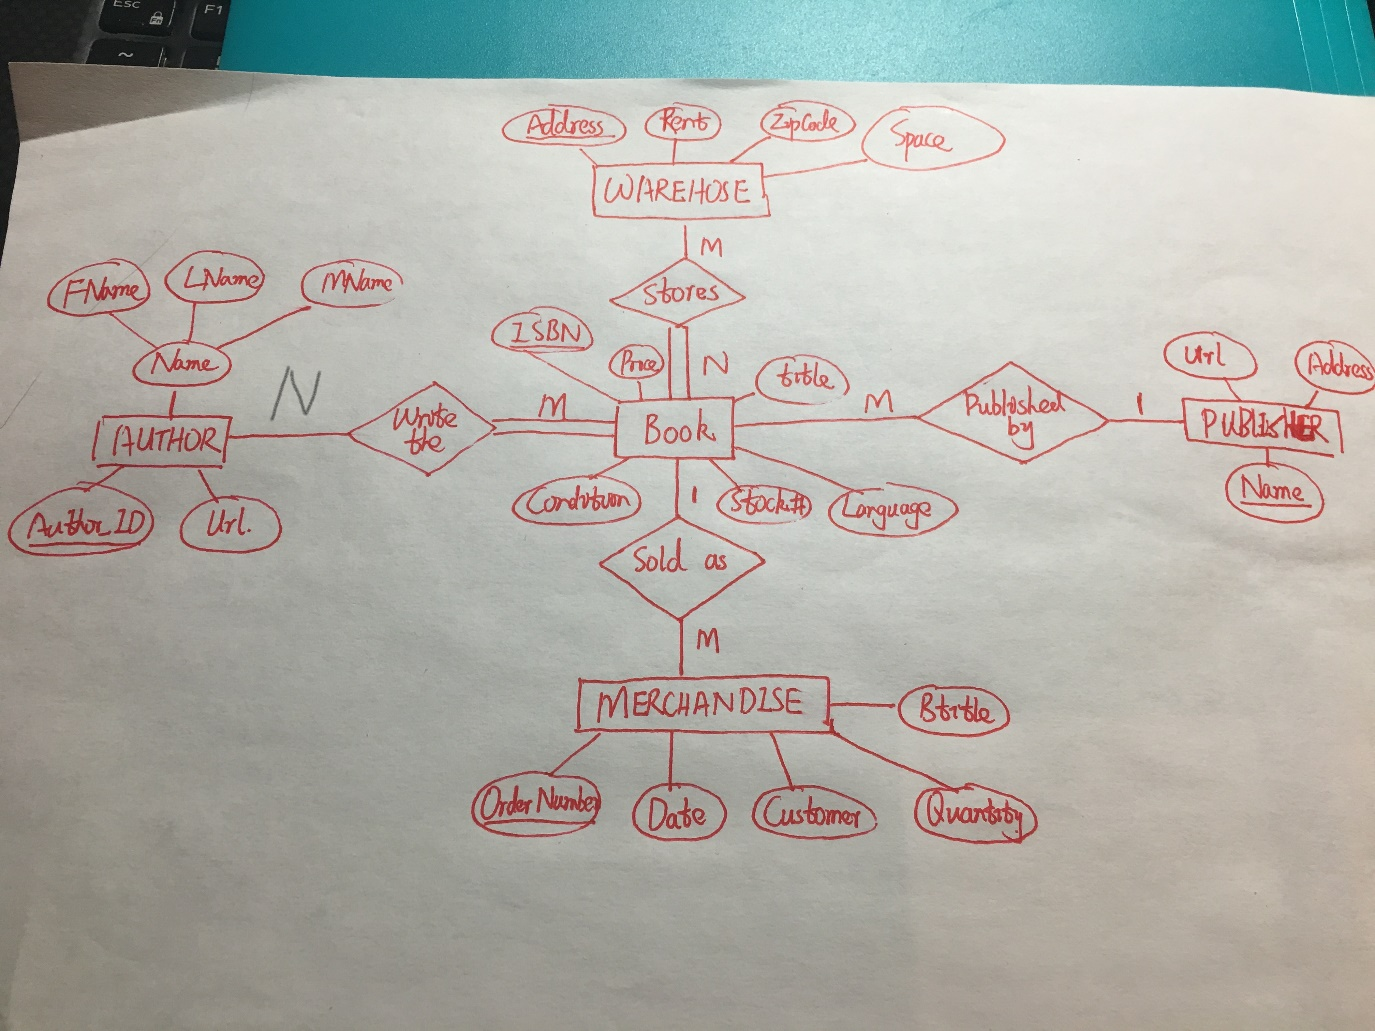 Esc
F1
~
Address
Rent
ZipCode
Space
WAREHOSE
M
Stores
FName
LName
MName
Name
N
AUTHOR
Author_ID
Url.
Wrote
the
M
ISBN
Price
N
title
Book
Condition
Stock#
Language
M
Published
by
1
Url
Address
PUBLISHER
Name
1
Sold as
M
MERCHANDISE
Btitle
Order Number
Date
Customer
Quantity